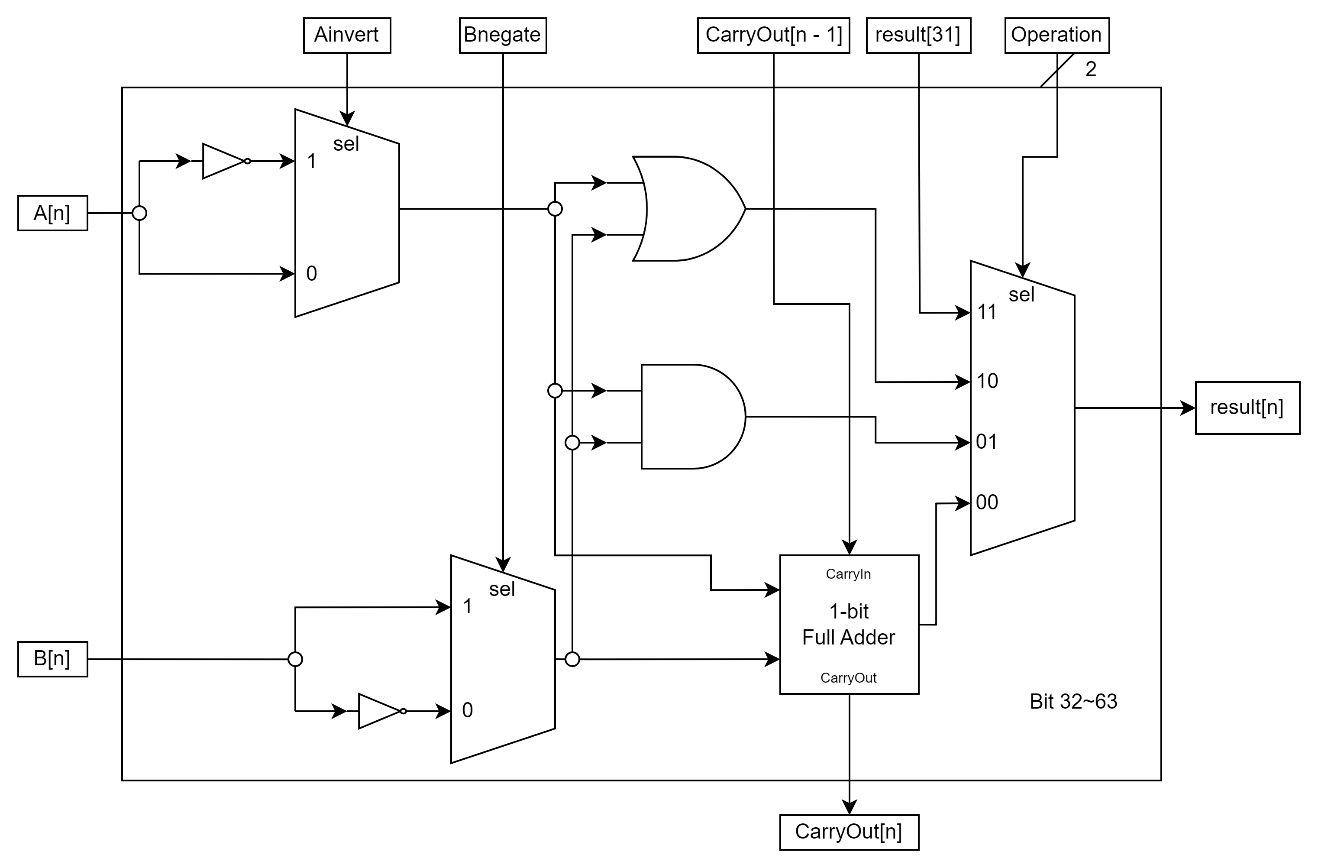 Ainvert
Bnegate
CarryOut[n - 1]
result[31]
Operation
2
sel
1
A[n]
0
sel
11
10
result[n]
01
00
CarryIn
sel
1
1-bit
Full Adder
B[n]
CarryOut
0
Bit 32~63
CarryOut[n]